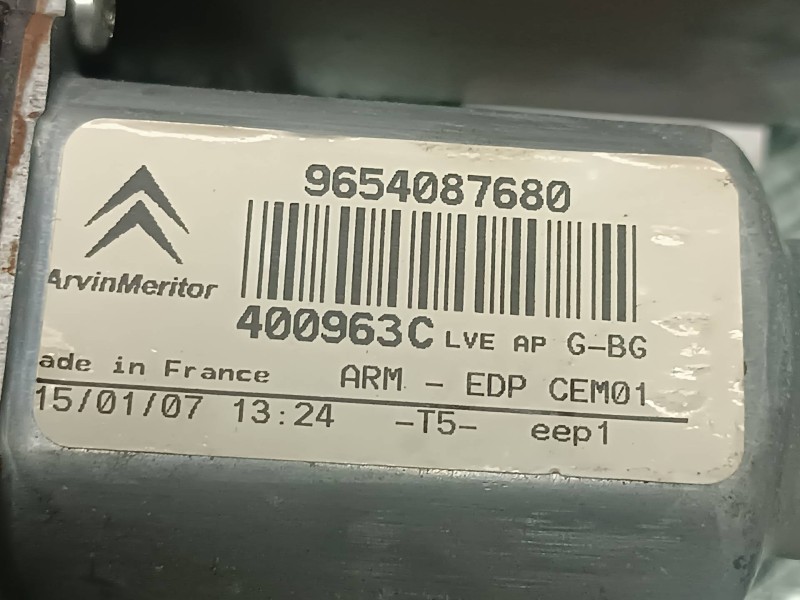 9654087680
ArvinMeritor
400963C LVE AP G-BG
ade in France ARM - EDP CEM01
15/01/07 13:24 -T5- eep1